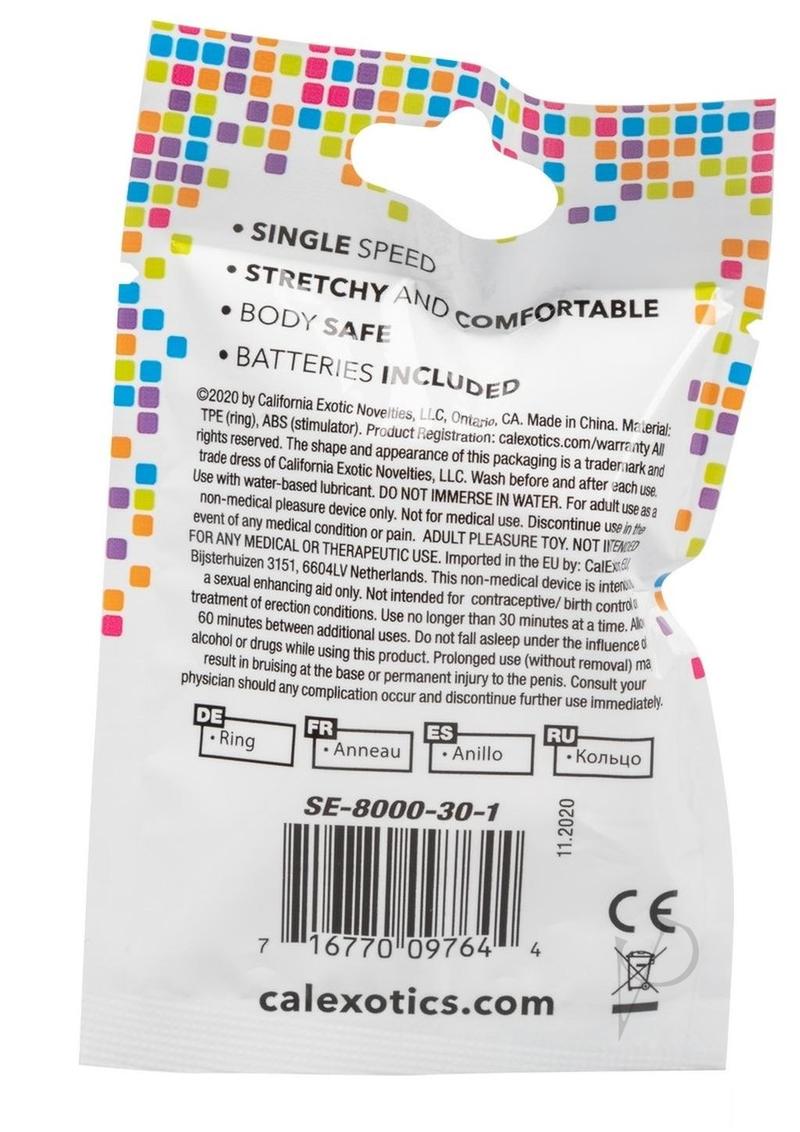 • SINGLE SPEED
• STRETCHY AND COMFORTABLE
• BODY SAFE
• BATTERIES INCLUDED
©2020 by California Exotic Novelties, LLC, Ontario, CA. Made in China. Material:
TPE (ring), ABS (stimulator). Product Registration: calexotics.com/warranty All
rights reserved. The shape and appearance of this packaging is a trademark and
trade dress of California Exotic Novelties, LLC. Wash before and after each use.
Use with water-based lubricant. DO NOT IMMERSE IN WATER. For adult use as a
non-medical pleasure device only. Not for medical use. Discontinue use in the
event of any medical condition or pain. ADULT PLEASURE TOY. NOT INTENDED
FOR ANY MEDICAL OR THERAPEUTIC USE. Imported in the EU by: CalExo EU,
Bijsterhuizen 3151, 6604LV Netherlands. This non-medical device is
a sexual enhancing aid only. Not intended for contraceptive/ birth control
treatment of erection conditions. Use no longer than 30 minutes at a time.
60 minutes between additional uses. Do not fall asleep under the influence
alcohol or drugs while using this product. Prolonged use (without removal)
result in bruising at the base or permanent injury to the penis. Consult your
physician should any complication occur and discontinue further use immediately.
DE
• Ring
FR
• Anneau
ES
• Anillo
RU
• Кольцо
SE-8000-30-1
11.2020
7 16770 09764 4
CE
calexotics.com